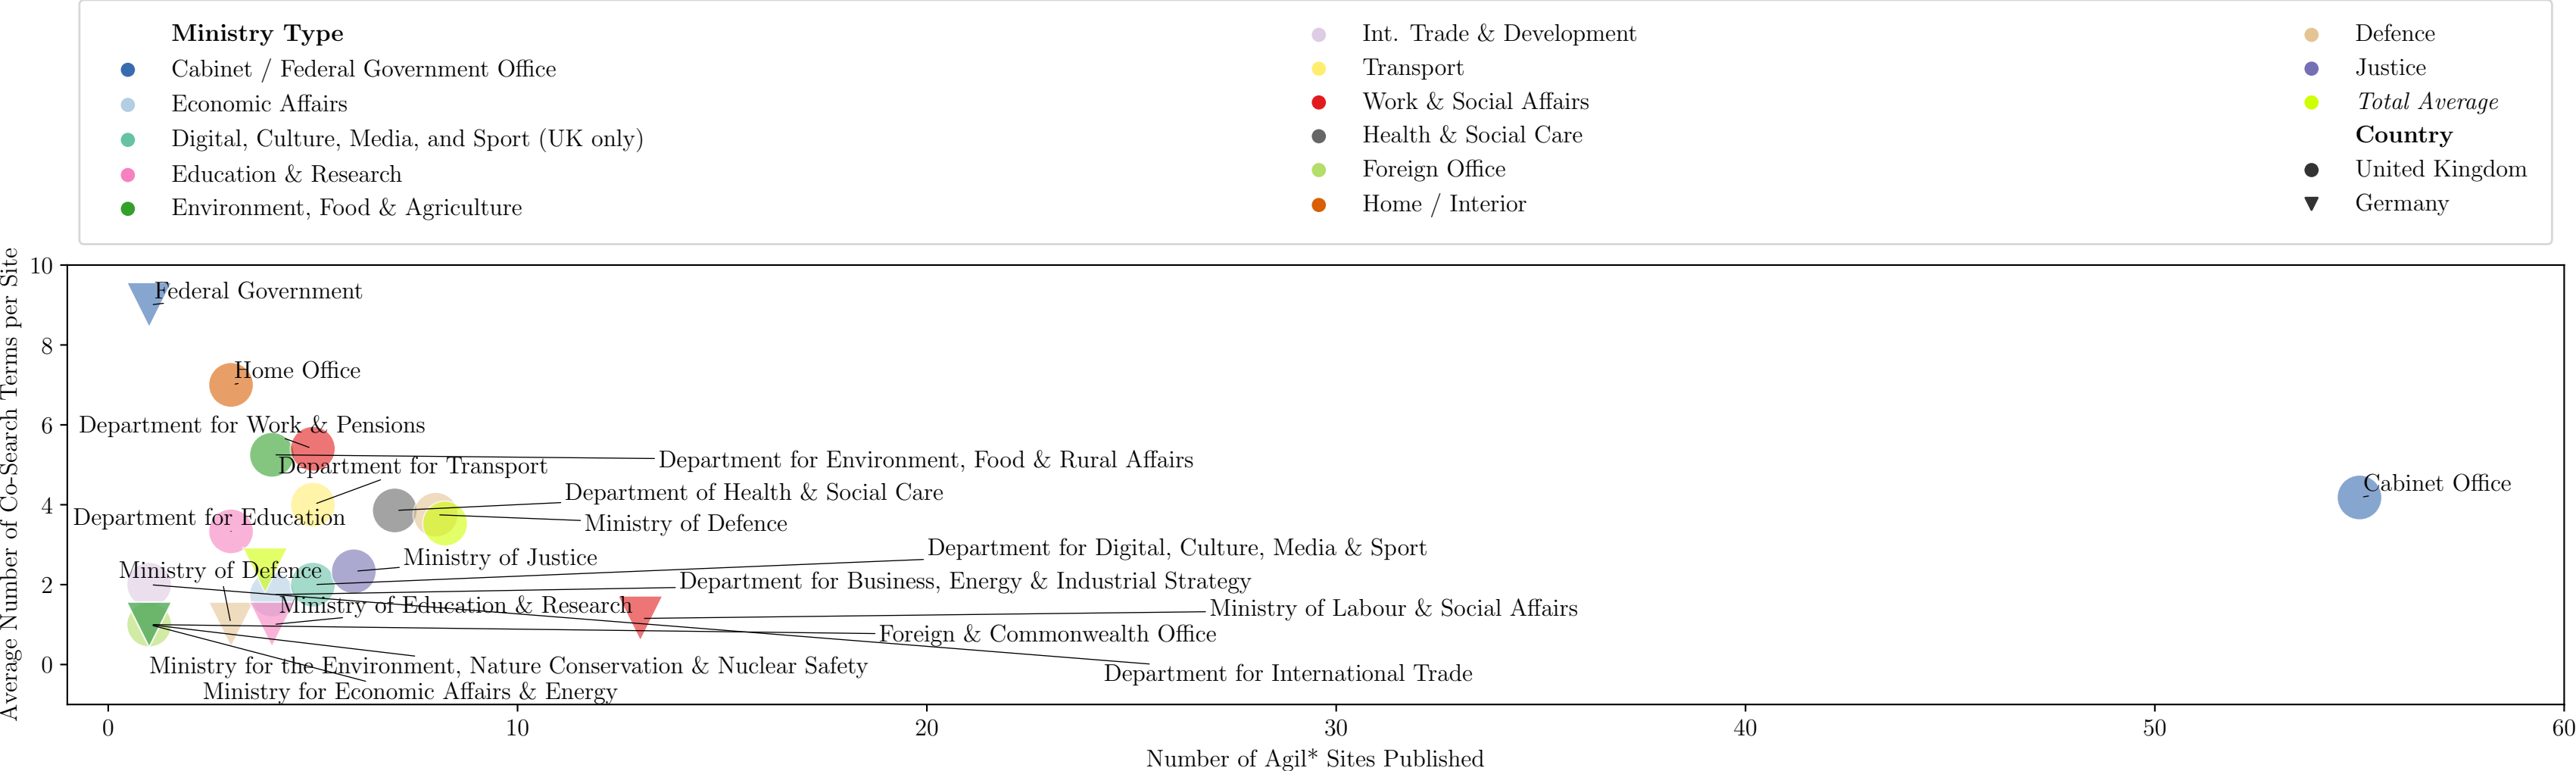 Ministry Type
Cabinet / Federal Government Office
Economic Affairs
Digital, Culture, Media, and Sport (UK only)
Education & Research
Environment, Food & Agriculture
Int. Trade & Development
Transport
Work & Social Affairs
Health & Social Care
Foreign Office
Home / Interior
Defence
Justice
Total Average
Country
United Kingdom
Germany
Average Number of Co-Search Terms per Site
10
8
6
4
2
0
Federal Government
Home Office
Department for Work & Pensions
Department for Environment, Food & Rural Affairs
Department for Transport
Cabinet Office
Department of Health & Social Care
Department for Education
Ministry of Defence
Department for Digital, Culture, Media & Sport
Ministry of Justice
Ministry of Defence
Department for Business, Energy & Industrial Strategy
Ministry of Education & Research
Ministry of Labour & Social Affairs
Foreign & Commonwealth Office
Ministry for the Environment, Nature Conservation & Nuclear Safety
Department for International Trade
Ministry for Economic Affairs & Energy
0
10
20
30
40
50
60
Number of Agil* Sites Published